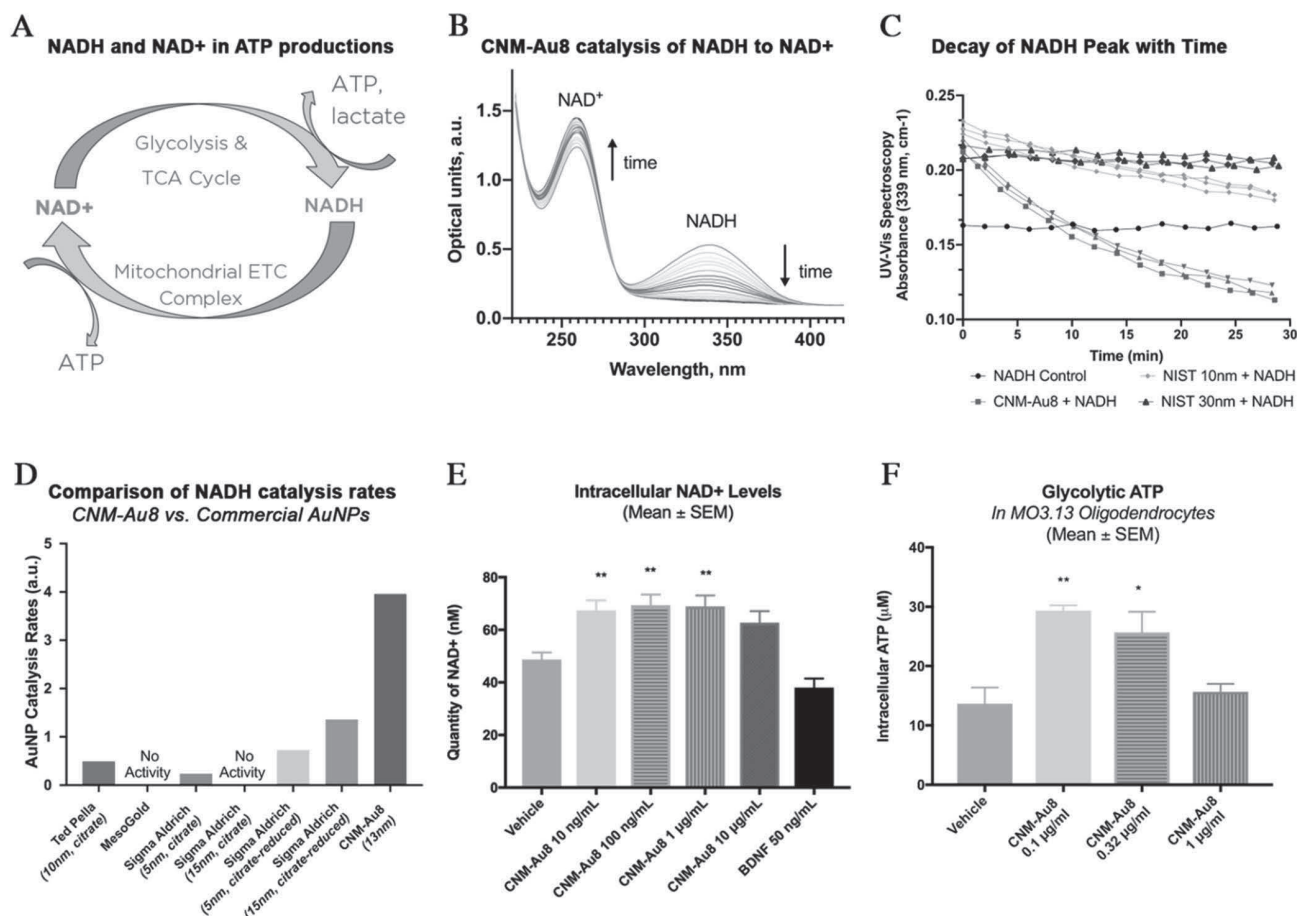 A
NADH and NAD+ in ATP productions
ATP,
lactate
Glycolysis &
TCA Cycle
NAD+
NADH
Mitochondrial ETC
Complex
ATP
B
CNM-Au8 catalysis of NADH to NAD+
Optical units, a.u.
1.5
1.0
0.5
0.0
NAD+
time
NADH
time
250
300
350
400
Wavelength, nm
C
Decay of NADH Peak with Time
UV-Vis Spectroscopy
Absorbance (339 nm, cm-1)
0.25
0.20
0.15
0.10
0
5
10
15
20
25
30
Time (min)
NADH Control
NIST 10nm + NADH
CNM-Au8 + NADH
NIST 30nm + NADH
D
Comparison of NADH catalysis rates
CNM-Au8 vs. Commercial AuNPs
AuNP Catalysis Rates (a.u.)
5
4
3
2
1
0
No
Activity
No
Activity
Ted Pella
(10nm, citrate)
MesoGold
Sigma Aldrich
(5nm, citrate)
Sigma Aldrich
(15nm, citrate)
Sigma Aldrich
(5nm, citrate-reduced)
Sigma Aldrich
(15nm, citrate-reduced)
CNM-Au8
(13nm)
E
Intracellular NAD+ Levels
(Mean ± SEM)
Quantity of NAD+ (nM)
80
60
40
20
0
**
**
**
Vehicle
CNM-Au8 10 ng/mL
CNM-Au8 100 ng/mL
CNM-Au8 1 µg/mL
CNM-Au8 10 µg/mL
BDNF 50 ng/mL
F
Glycolytic ATP
In MO3.13 Oligodendrocytes
(Mean ± SEM)
Intracellular ATP (µM)
40
30
20
10
0
**
*
Vehicle
CNM-Au8
0.1 µg/ml
CNM-Au8
0.32 µg/ml
CNM-Au8
1 µg/ml